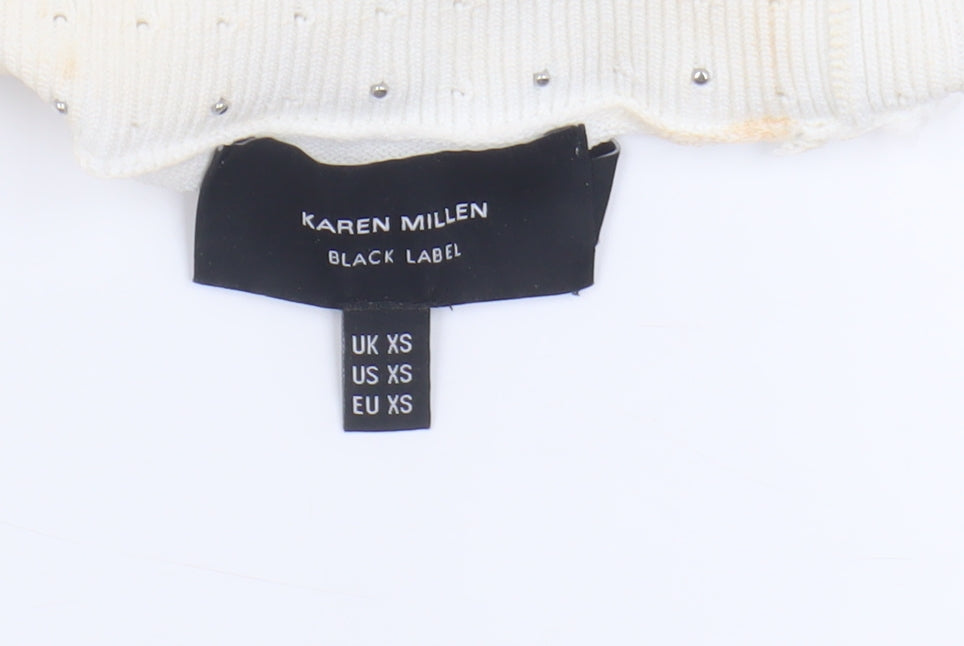 KAREN MILLEN
BLACK LABEL
UK XS
US XS
EU XS